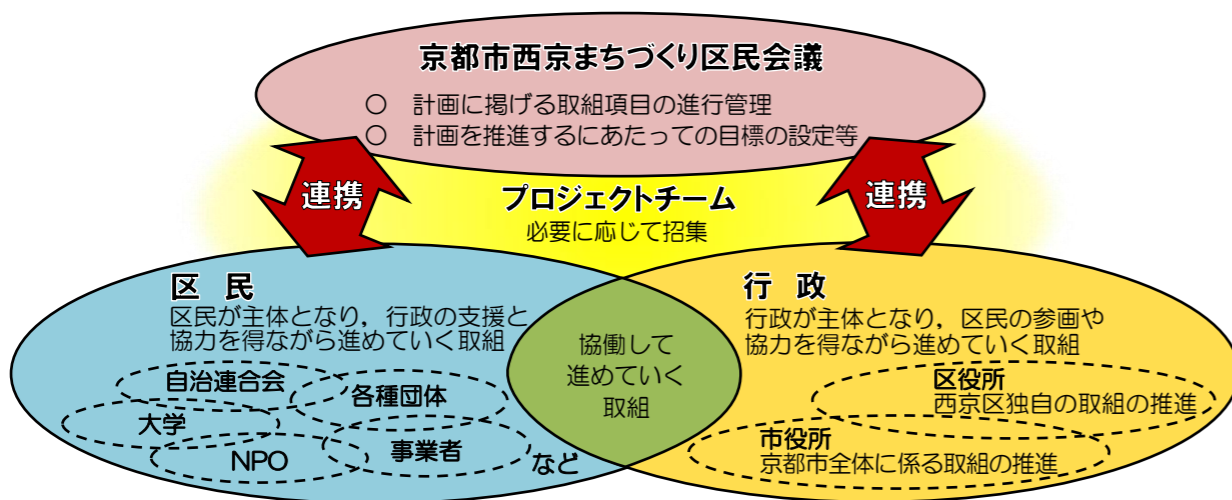 京都市西京まちづくり区民会議
○ 計画に掲げる取組項目の進行管理
○ 計画を推進するにあたっての目標の設定等
連携
連携
プロジェクトチーム
必要に応じて招集
区 民
区民が主体となり，行政の支援と
協力を得ながら進めていく取組
自治連合会
各種団体
大学
事業者
NPO
など
協働して
進めていく
取組
行 政
行政が主体となり，区民の参画や
協力を得ながら進めていく取組
区役所
西京区独自の取組の推進
市役所
京都市全体に係る取組の推進